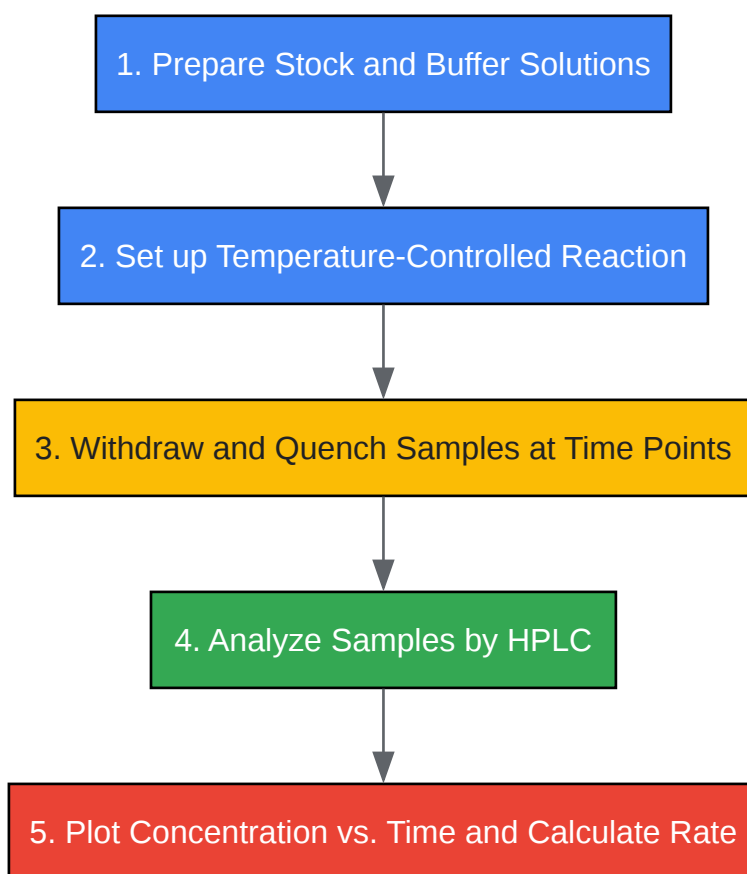 1. Prepare Stock and Buffer Solutions
2. Set up Temperature-Controlled Reaction
3. Withdraw and Quench Samples at Time Points
4. Analyze Samples by HPLC
5. Plot Concentration vs. Time and Calculate Rate